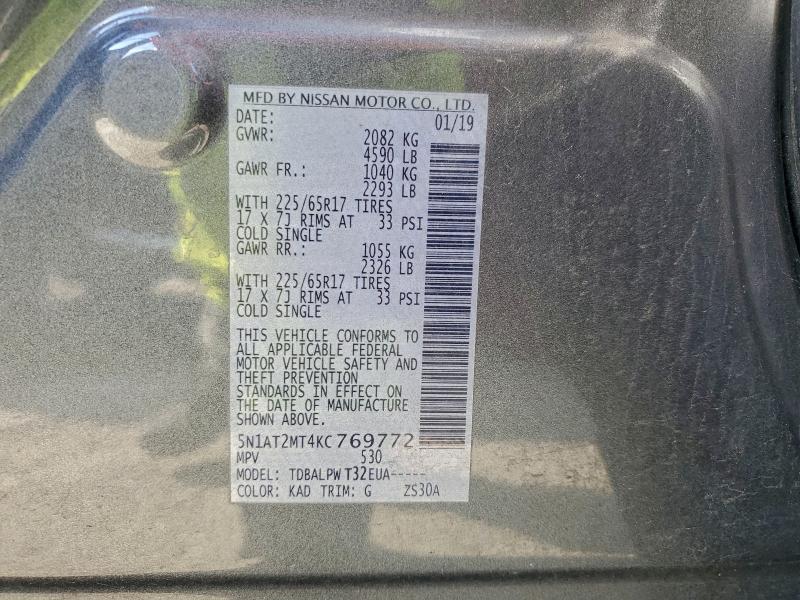 MFD BY NISSAN MOTOR CO., LTD.
DATE: 01/19
GVWR: 2082 KG
4590 LB
GAWR FR.: 1040 KG
2293 LB
WITH 225/65R17 TIRES
17 X 7J RIMS AT 33 PSI
COLD SINGLE
GAWR RR.: 1055 KG
2326 LB
WITH 225/65R17 TIRES
17 X 7J RIMS AT 33 PSI
COLD SINGLE
THIS VEHICLE CONFORMS TO
ALL APPLICABLE FEDERAL
MOTOR VEHICLE SAFETY AND
THEFT PREVENTION
STANDARDS IN EFFECT ON
THE DATE OF MANUFACTURE
SHOWN ABOVE.
5N1AT2MT4KC769772
MPV 530
MODEL: TDBALPW T32EUA-----
COLOR: KAD TRIM: G ZS30A